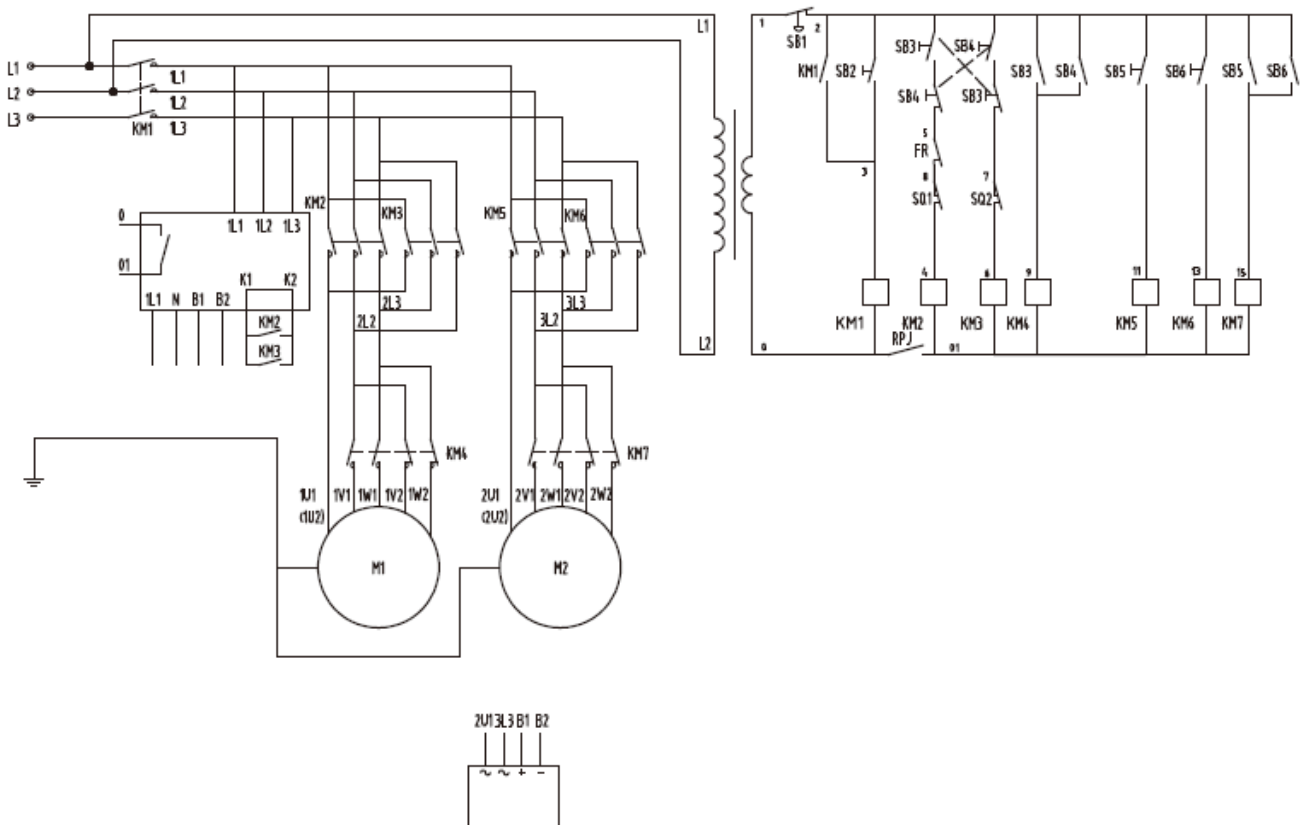 L1 1 2
SB1
SB3 SB4
L1 1L1 KM1 SB2 SB3 SB4 SB5 SB6 SB5 SB6
L2 1L2 SB4 SB3
L3 KM1 1L3
5
FR
3 8 7
SQ1 SQ2
KM2 KM3 KM5 KM6
0 1L1 1L2 1L3
01 K1 K2
4 6 9 11 13 15
1L1 N B1 B2 2L3 3L3
KM2 2L2 3L2 KM1 KM2 KM3 KM4 KM5 KM6 KM7
KM3 L2 0 RPJ 01
KM4 KM7
1U1 1V1 1W1 1V2 1W2 2U1 2V1 2W1 2V2 2W2
(1U2) (2U2)
M1 M2
2U1 3L3 B1 B2
~ ~ + -